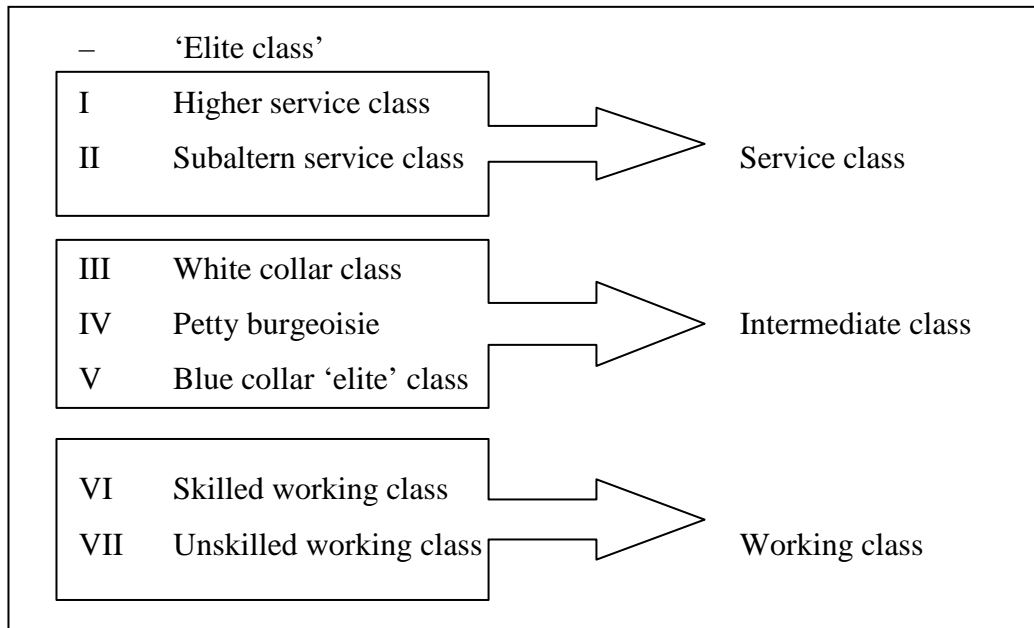 – ‘Elite class’
I Higher service class
II Subaltern service class
Service class
III White collar class
IV Petty burgeoisie
Intermediate class
V Blue collar ‘elite’ class
VI Skilled working class
VII Unskilled working class
Working class